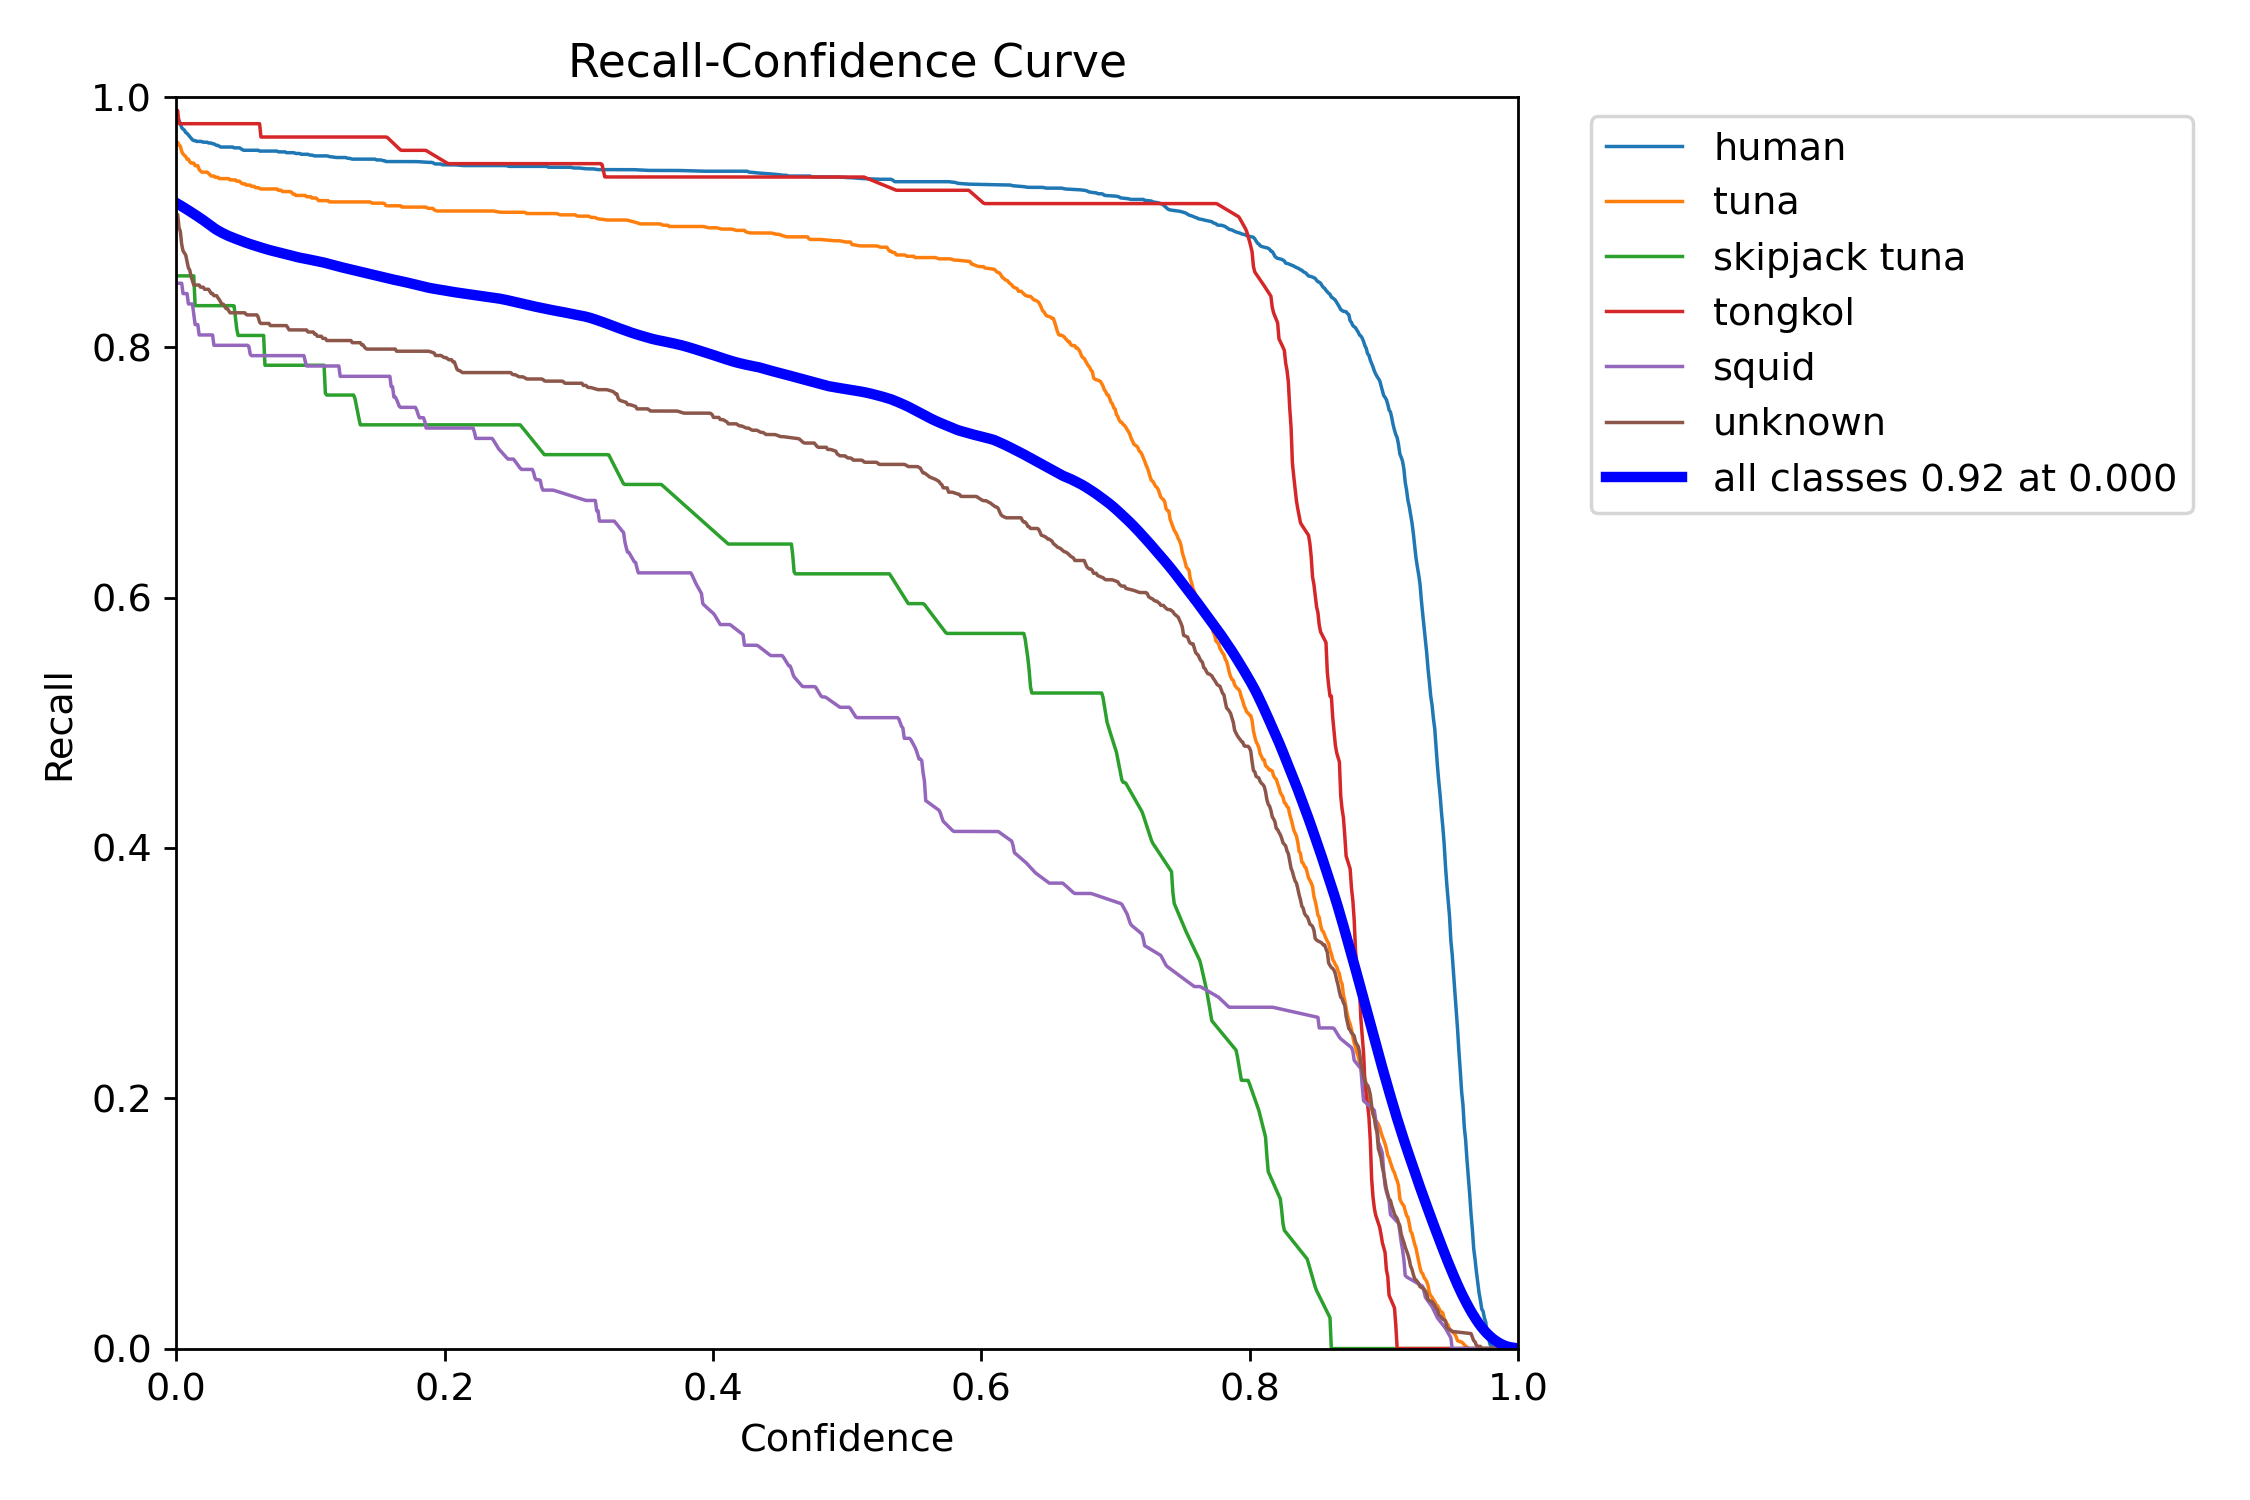 Recall-Confidence Curve
1.0
0.8
0.6
0.4
0.2
0.0
Recall
0.0 0.2 0.4 0.6 0.8 1.0
Confidence
human
tuna
skipjack tuna
tongkol
squid
unknown
all classes 0.92 at 0.000